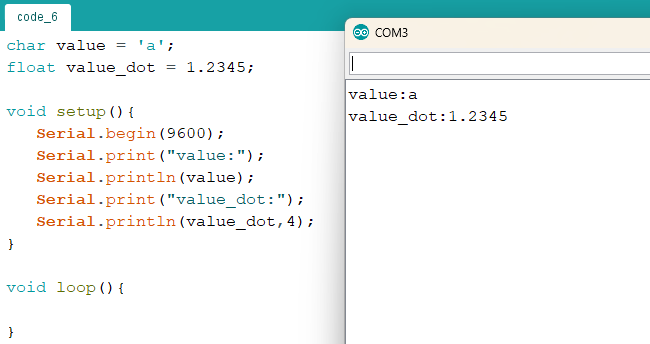 code_6
char value = 'a';
float value_dot = 1.2345;
void setup(){
Serial.begin(9600);
Serial.print("value:");
Serial.println(value);
Serial.print("value_dot:");
Serial.println(value_dot,4);
}
void loop(){
}
COM3
value:a
value_dot:1.2345